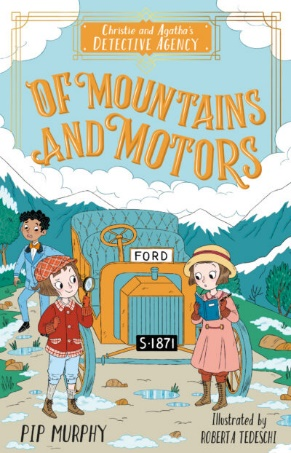 Christie and Agatha's
DETECTIVE AGENCY
OF MOUNTAINS
AND MOTORS
FORD
S·1871
PIP MURPHY
Illustrated by
ROBERTA TEDESCHI